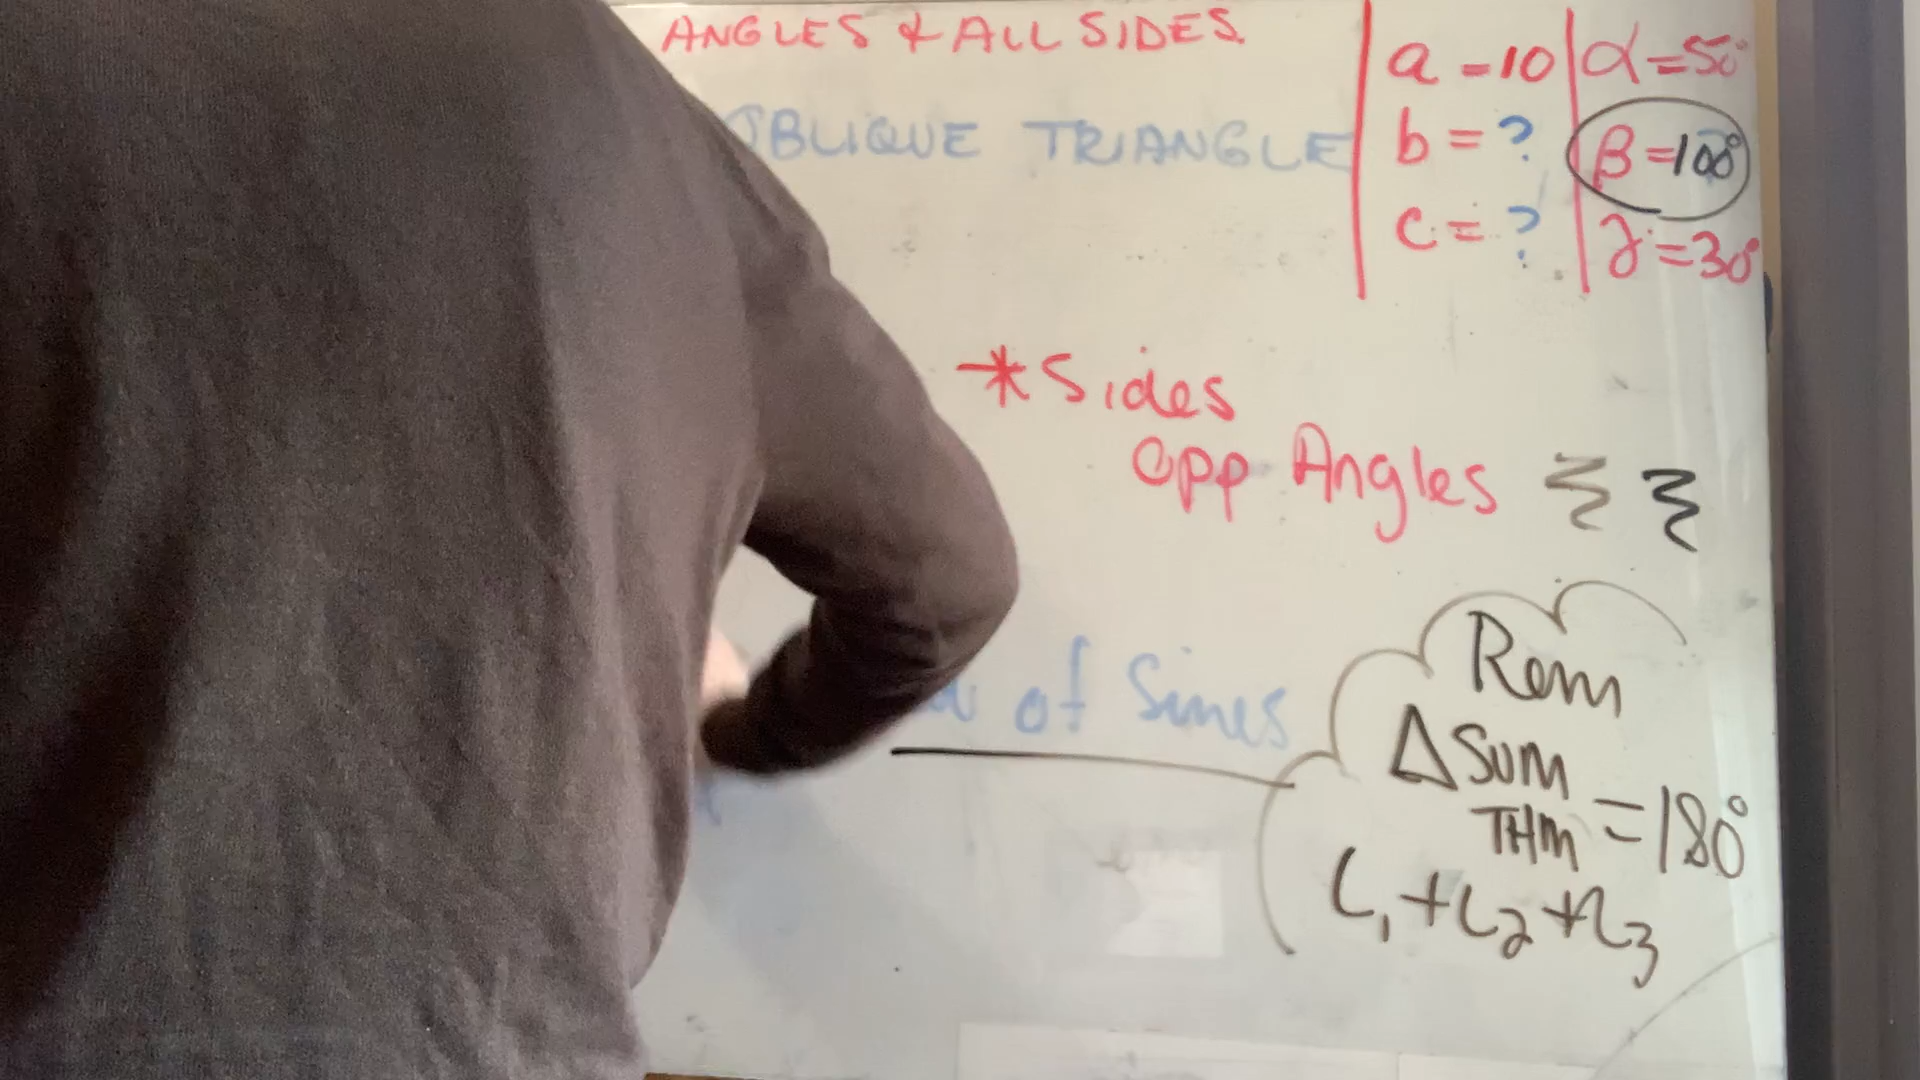 ANGLES & ALL SIDES.
OBLIQUE TRIANGLE
a = 10
b = ?
c = ?
α = 50°
β = 100°
γ = 30°
* Sides
opp Angles
of Sines
Rem
Δ Sum
THM = 180°
∠1 + ∠2 + ∠3